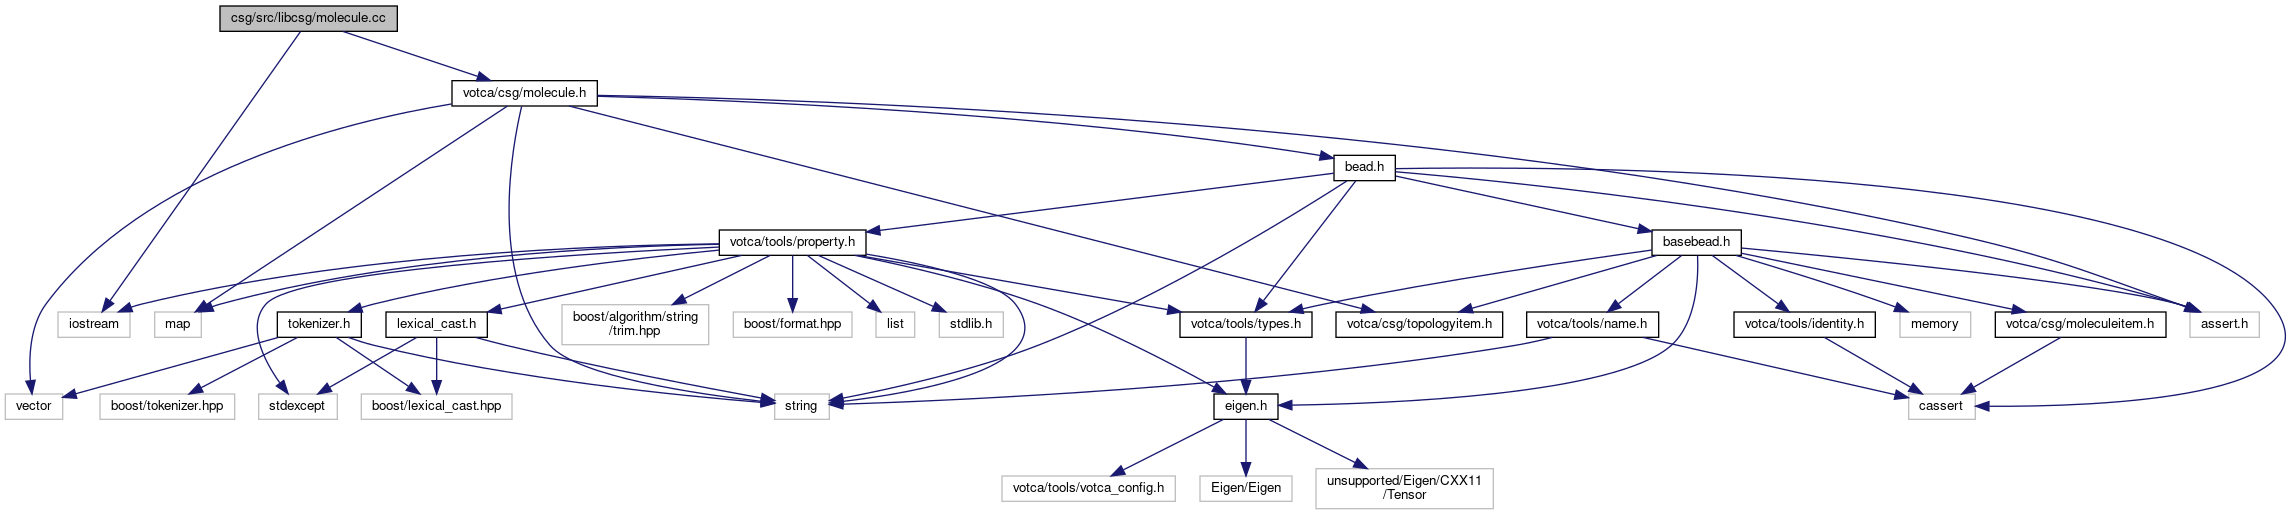 csg/src/libcsg/molecule.cc
votca/csg/molecule.h
bead.h
votca/tools/property.h
basebead.h
iostream
map
tokenizer.h
lexical_cast.h
boost/algorithm/string
/trim.hpp
boost/format.hpp
list
stdlib.h
votca/tools/types.h
votca/csg/topologyitem.h
votca/tools/name.h
votca/tools/identity.h
memory
votca/csg/moleculeitem.h
assert.h
vector
boost/tokenizer.hpp
stdexcept
boost/lexical_cast.hpp
string
eigen.h
cassert
votca/tools/votca_config.h
Eigen/Eigen
unsupported/Eigen/CXX11
/Tensor